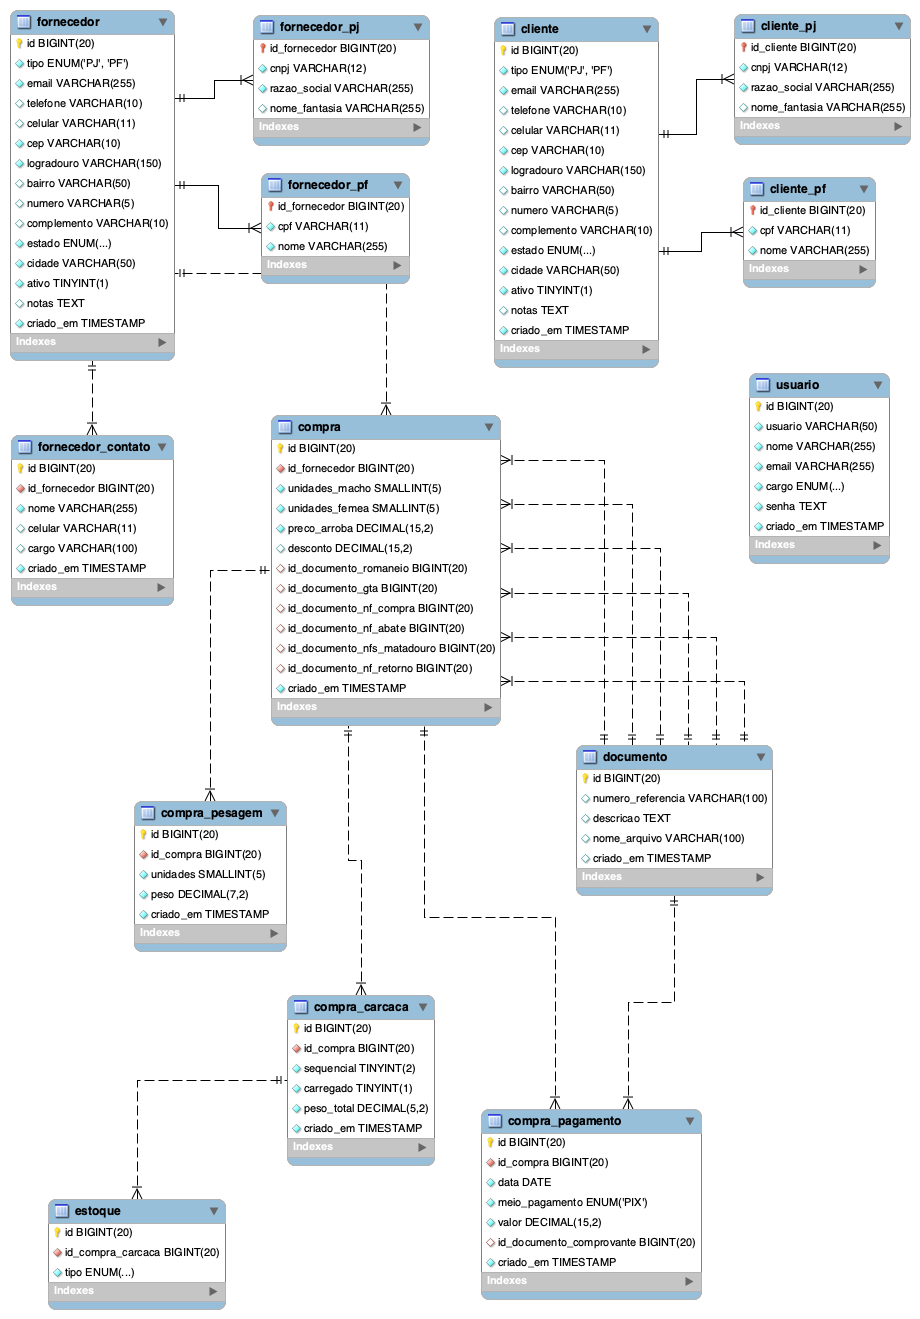 fornecedor
id BIGINT(20)
tipo ENUM('PJ', 'PF')
email VARCHAR(255)
telefone VARCHAR(10)
celular VARCHAR(11)
cep VARCHAR(10)
logradouro VARCHAR(150)
bairro VARCHAR(50)
numero VARCHAR(5)
complemento VARCHAR(10)
estado ENUM(...)
cidade VARCHAR(50)
ativo TINYINT(1)
notas TEXT
criado_em TIMESTAMP
Indexes
fornecedor_pj
id_fornecedor BIGINT(20)
cnpj VARCHAR(12)
razao_social VARCHAR(255)
nome_fantasia VARCHAR(255)
Indexes
fornecedor_pf
id_fornecedor BIGINT(20)
cpf VARCHAR(11)
nome VARCHAR(255)
Indexes
cliente
id BIGINT(20)
tipo ENUM('PJ', 'PF')
email VARCHAR(255)
telefone VARCHAR(10)
celular VARCHAR(11)
cep VARCHAR(10)
logradouro VARCHAR(150)
bairro VARCHAR(50)
numero VARCHAR(5)
complemento VARCHAR(10)
estado ENUM(...)
cidade VARCHAR(50)
ativo TINYINT(1)
notas TEXT
criado_em TIMESTAMP
Indexes
cliente_pj
id_cliente BIGINT(20)
cnpj VARCHAR(12)
razao_social VARCHAR(255)
nome_fantasia VARCHAR(255)
Indexes
cliente_pf
id_cliente BIGINT(20)
cpf VARCHAR(11)
nome VARCHAR(255)
Indexes
usuario
id BIGINT(20)
usuario VARCHAR(50)
nome VARCHAR(255)
email VARCHAR(255)
cargo ENUM(...)
senha TEXT
criado_em TIMESTAMP
Indexes
fornecedor_contato
id BIGINT(20)
id_fornecedor BIGINT(20)
nome VARCHAR(255)
celular VARCHAR(11)
cargo VARCHAR(100)
criado_em TIMESTAMP
Indexes
compra
id BIGINT(20)
id_fornecedor BIGINT(20)
unidades_macho SMALLINT(5)
unidades_femea SMALLINT(5)
preco_arroba DECIMAL(15,2)
desconto DECIMAL(15,2)
id_documento_romaneio BIGINT(20)
id_documento_gta BIGINT(20)
id_documento_nf_compra BIGINT(20)
id_documento_nf_abate BIGINT(20)
id_documento_nfs_matadouro BIGINT(20)
id_documento_nf_retorno BIGINT(20)
criado_em TIMESTAMP
Indexes
documento
id BIGINT(20)
numero_referencia VARCHAR(100)
descricao TEXT
nome_arquivo VARCHAR(100)
criado_em TIMESTAMP
Indexes
compra_pesagem
id BIGINT(20)
id_compra BIGINT(20)
unidades SMALLINT(5)
peso DECIMAL(7,2)
criado_em TIMESTAMP
Indexes
compra_carcaca
id BIGINT(20)
id_compra BIGINT(20)
sequencial TINYINT(2)
carregado TINYINT(1)
peso_total DECIMAL(5,2)
criado_em TIMESTAMP
Indexes
compra_pagamento
id BIGINT(20)
id_compra BIGINT(20)
data DATE
meio_pagamento ENUM('PIX')
valor DECIMAL(15,2)
id_documento_comprovante BIGINT(20)
criado_em TIMESTAMP
Indexes
estoque
id BIGINT(20)
id_compra_carcaca BIGINT(20)
tipo ENUM(...)
Indexes